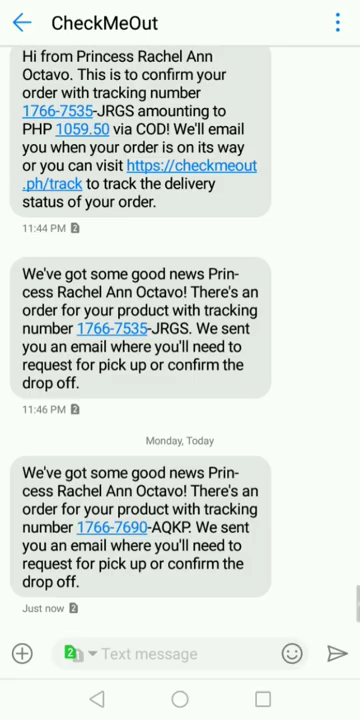 CheckMeOut
Hi from Princess Rachel Ann
Octavo. This is to confirm your
order with tracking number
1766-7535-JRGS amounting to
PHP 1059.50 via COD! We'll email
you when your order is on its way
or you can visit https://checkmeout
.ph/track to track the delivery
status of your order.
11:44 PM 2
We've got some good news Prin-
cess Rachel Ann Octavo! There's an
order for your product with tracking
number 1766-7535-JRGS. We sent
you an email where you'll need to
request for pick up or confirm the
drop off.
11:46 PM 2
Monday, Today
We've got some good news Prin-
cess Rachel Ann Octavo! There's an
order for your product with tracking
number 1766-7690-AQKP. We sent
you an email where you'll need to
request for pick up or confirm the
drop off.
Just now 2
2 Text message